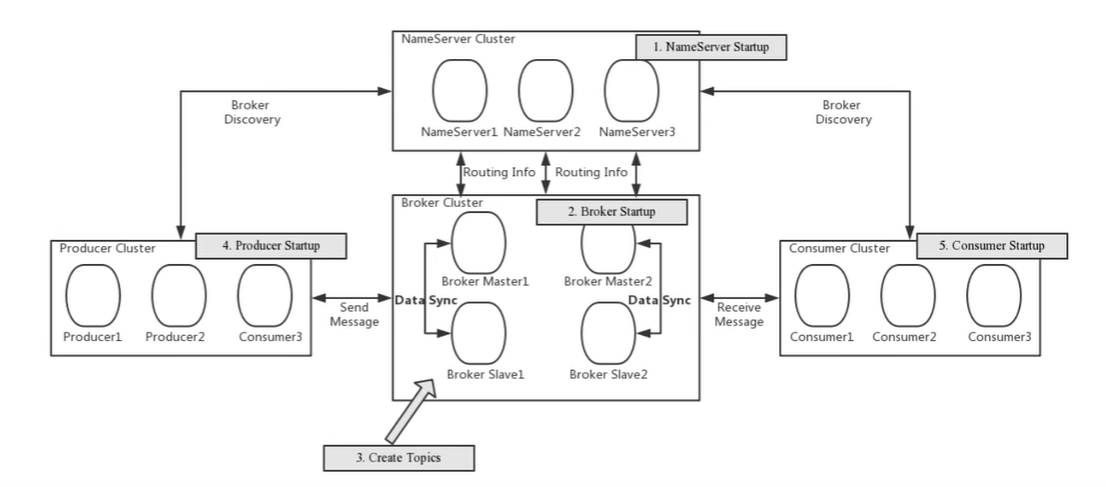 NameServer Cluster
1. NameServer Startup
NameServer1 NameServer2 NameServer3
Broker
Discovery
Broker
Discovery
Routing Info
Routing Info
Broker Cluster
2. Broker Startup
Producer Cluster
4. Producer Startup
Producer1 Producer2 Consumer3
Send
Message
Broker Master1 Broker Master2
Data Sync
Data Sync
Broker Slave1 Broker Slave2
Receive
Message
Consumer Cluster
5. Consumer Startup
Consumer1 Consumer2 Consumer3
3. Create Topics